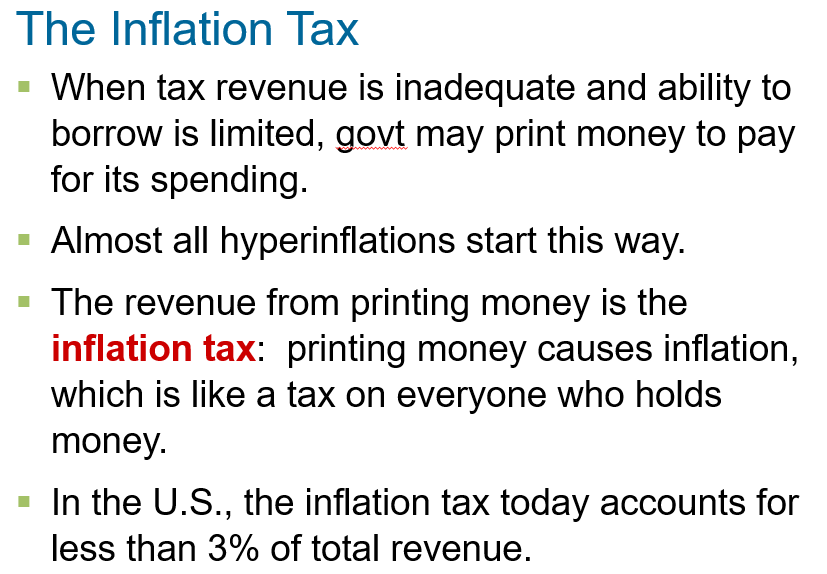 The Inflation Tax
▪ When tax revenue is inadequate and ability to
borrow is limited, govt may print money to pay
for its spending.
▪ Almost all hyperinflations start this way.
▪ The revenue from printing money is the
inflation tax:  printing money causes inflation,
which is like a tax on everyone who holds
money.
▪ In the U.S., the inflation tax today accounts for
less than 3% of total revenue.